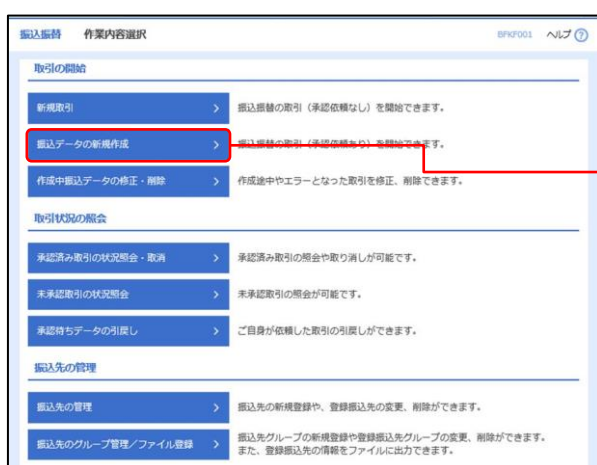 振込振替 作業内容選択 BFKF001 ヘルプ ?
取引の開始
新規取引 振込振替の取引（承認依頼なし）を開始できます。
振込データの新規作成 振込振替の取引（承認依頼あり）を開始できます。
作成中振込データの修正・削除 作成途中やエラーとなった取引を修正、削除できます。
取引状況の照会
承認済み取引の状況照会・取消 承認済み取引の照会や取り消しが可能です。
未承認取引の状況照会 未承認取引の照会が可能です。
承認待ちデータの引戻し ご自身が依頼した取引の引戻しができます。
振込先の管理
振込先の管理 振込先の新規登録や、登録振込先の変更、削除ができます。
振込先のグループ管理／ファイル登録 振込先グループの新規登録や登録振込先グループの変更、削除ができます。
また、登録振込先の情報をファイルに出力できます。